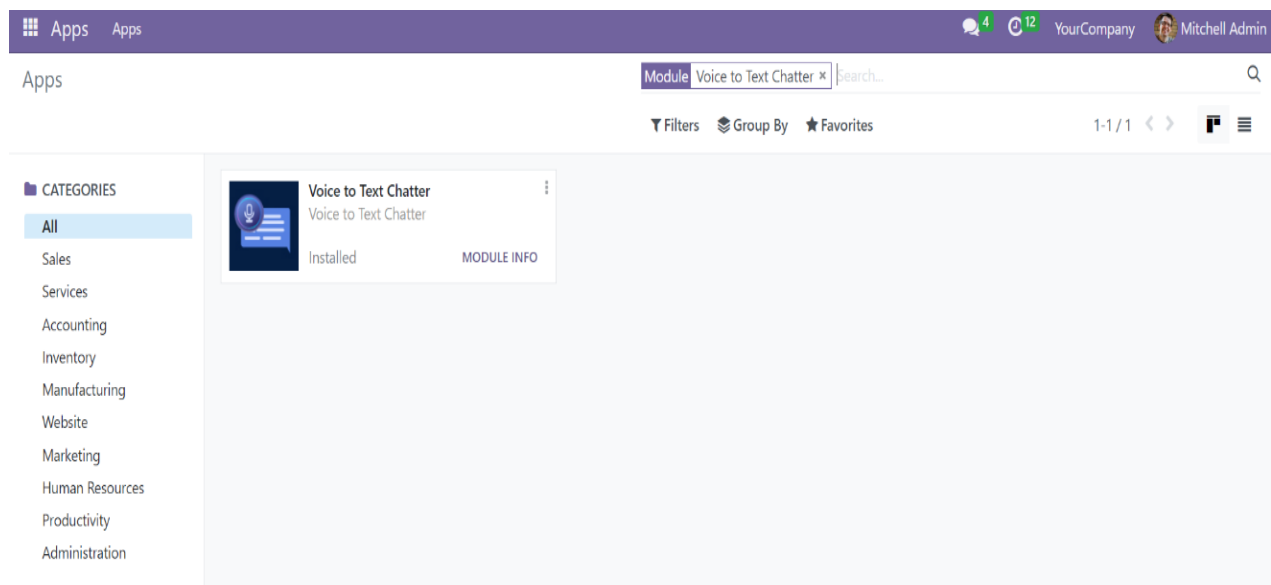 Apps Apps 4 12 YourCompany Mitchell Admin
Apps Module Voice to Text Chatter × Search...
Filters Group By Favorites 1-1 / 1
CATEGORIES
All
Sales
Services
Accounting
Inventory
Manufacturing
Website
Marketing
Human Resources
Productivity
Administration
Voice to Text Chatter
Voice to Text Chatter
Installed MODULE INFO